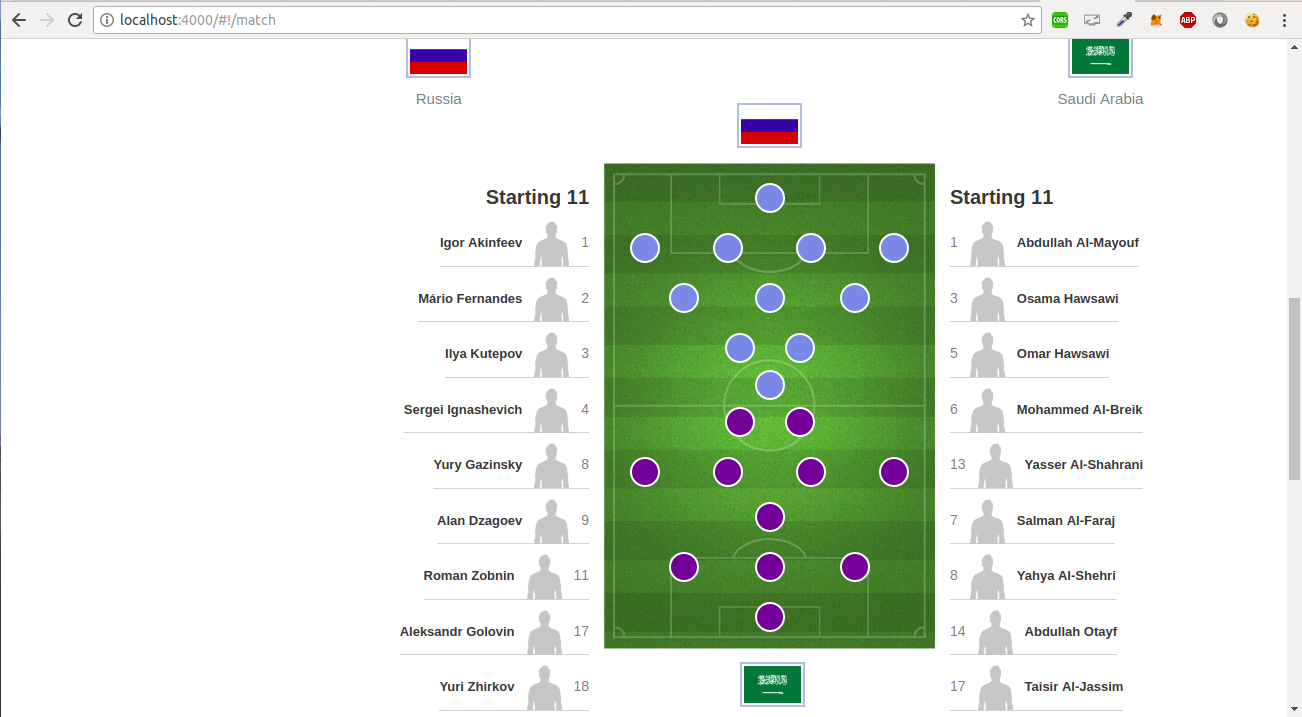 localhost:4000/#!/match
CORS
ABP
Russia
Saudi Arabia
Starting 11
Igor Akinfeev 1
Mário Fernandes 2
Ilya Kutepov 3
Sergei Ignashevich 4
Yury Gazinsky 8
Alan Dzagoev 9
Roman Zobnin 11
Aleksandr Golovin 17
Yuri Zhirkov 18
Starting 11
1 Abdullah Al-Mayouf
3 Osama Hawsawi
5 Omar Hawsawi
6 Mohammed Al-Breik
13 Yasser Al-Shahrani
7 Salman Al-Faraj
8 Yahya Al-Shehri
14 Abdullah Otayf
17 Taisir Al-Jassim